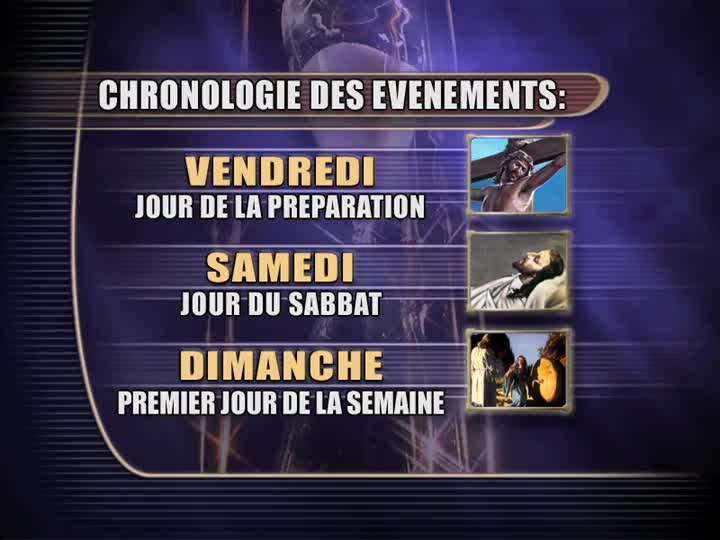 CHRONOLOGIE DES EVENEMENTS:
VENDREDI
JOUR DE LA PREPARATION
SAMEDI
JOUR DU SABBAT
DIMANCHE
PREMIER JOUR DE LA SEMAINE